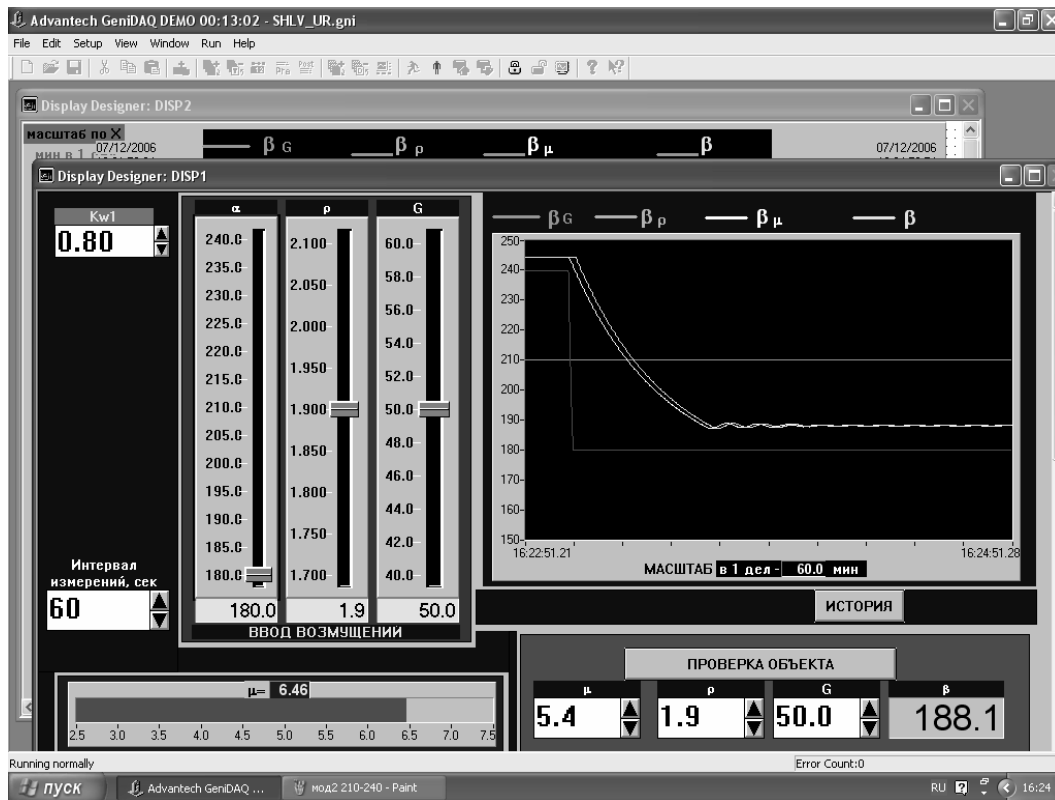 Advantech GeniDAQ DEMO 00:13:02 - SHLV_UR.gni
File Edit Setup View Window Run Help
Display Designer: DISP2
масштаб по X
мин в 1
07/12/2006
β G β ρ β μ β
07/12/2006
Display Designer: DISP1
Kw1
0.80
α ρ G
240.0
235.0
230.0
225.0
220.0
215.0
210.0
205.0
200.0
195.0
190.0
185.0
180.0
2.100
2.050
2.000
1.950
1.900
1.850
1.800
1.750
1.700
60.0
58.0
56.0
54.0
52.0
50.0
48.0
46.0
44.0
42.0
40.0
180.0 1.9 50.0
ВВОД ВОЗМУЩЕНИЙ
Интервал
измерений, сек
60
β G β ρ β μ β
250
240
230
220
210
200
190
180
170
160
150
16:22:51.21 16:24:51.28
МАСШТАБ в 1 дел - 60.0 мин
ИСТОРИЯ
μ= 6.46
2.5 3.0 3.5 4.0 4.5 5.0 5.5 6.0 6.5 7.0 7.5
ПРОВЕРКА ОБЪЕКТА
μ ρ G β
5.4 1.9 50.0 188.1
Running normally Error Count:0
пуск Advantech GeniDAQ ... мод2 210-240 - Paint RU 16:24